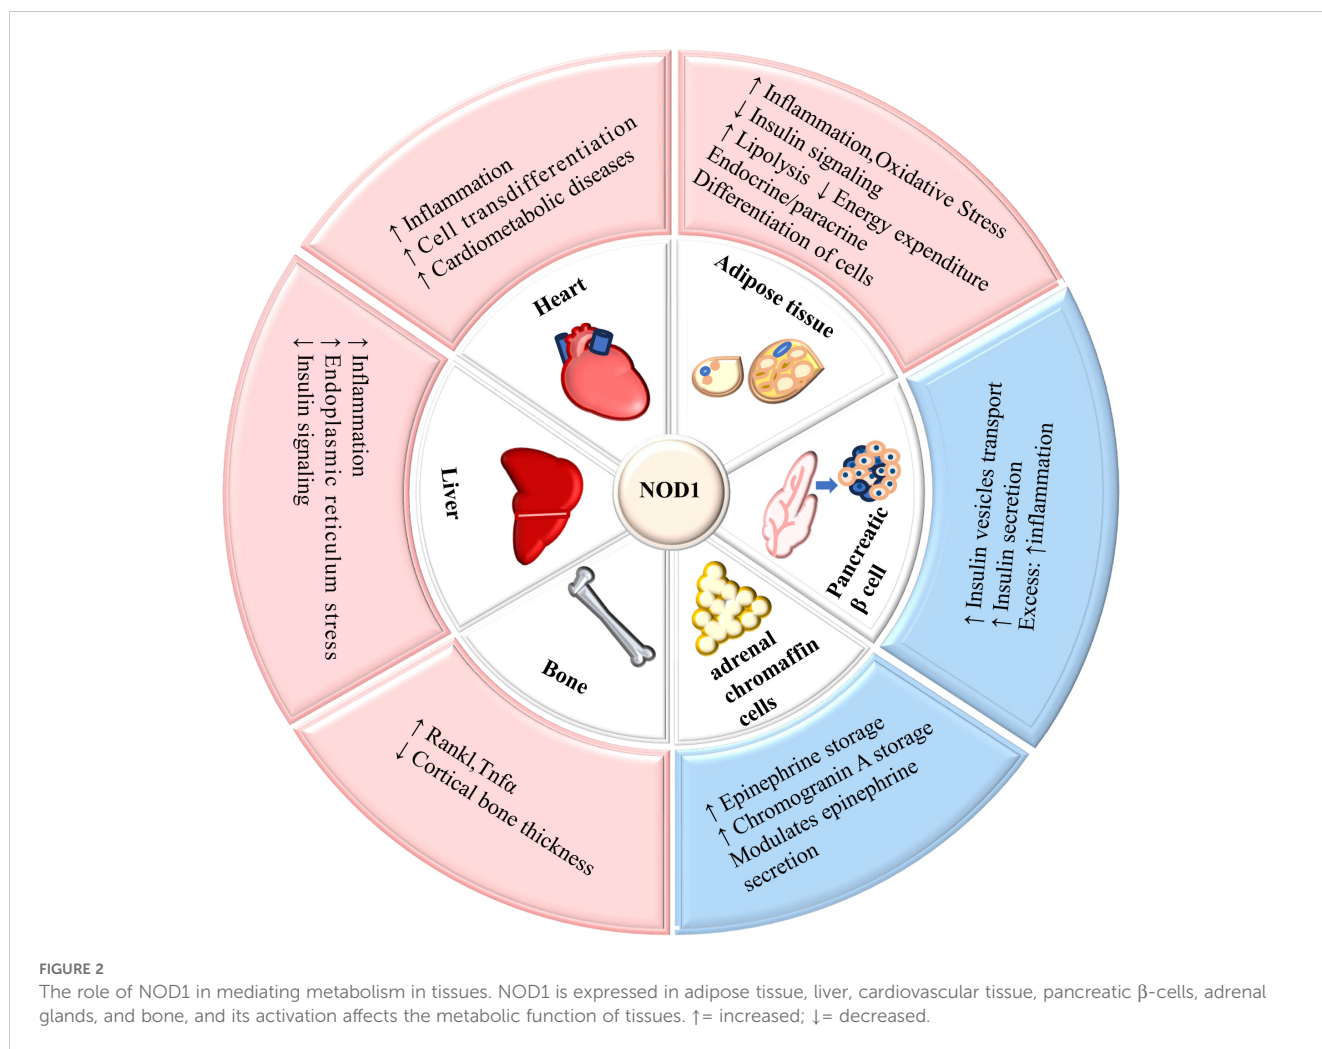 ↑ Inflammation, Oxidative Stress
↓ Insulin signaling
↑ Lipolysis ↓ Energy expenditure
Endocrine/paracrine
Differentiation of cells
Adipose tissue
↑ Insulin vesicles transport
↑ Insulin secretion
Excess: ↑inflammation
Pancreatic
β cell
adrenal
chromaffin
cells
↑ Epinephrine storage
↑ Chromogranin A storage
Modulates epinephrine
secretion
Bone
↑ Rankl,Tnfα
↓ Cortical bone thickness
Liver
↑ Inflammation
↑ Endoplasmic reticulum stress
↓ Insulin signaling
Heart
↑ Inflammation
↑ Cell transdifferentiation
↑ Cardiometabolic diseases
NOD1
FIGURE 2
The role of NOD1 in mediating metabolism in tissues. NOD1 is expressed in adipose tissue, liver, cardiovascular tissue, pancreatic β-cells, adrenal
glands, and bone, and its activation affects the metabolic function of tissues. ↑= increased; ↓= decreased.